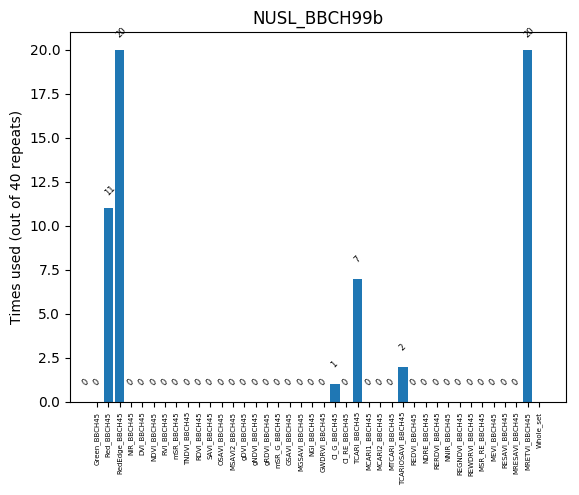 NUSL_BBCH99b
Times used (out of 40 repeats)
20.0
17.5
15.0
12.5
10.0
7.5
5.0
2.5
0.0
0 0 11 20 0 0 0 0 0 0 0 0 0 0 0 0 0 0 0 0 0 0 1 0 7 0 0 0 2 0 0 0 0 0 0 0 0 0 0 20
Green_BBCH45
Red_BBCH45
RedEdge_BBCH45
NIR_BBCH45
DVI_BBCH45
NDVI_BBCH45
RVI_BBCH45
mSR_BBCH45
TNDVI_BBCH45
RDVI_BBCH45
SAVI_BBCH45
OSAVI_BBCH45
MSAVI2_BBCH45
gDVI_BBCH45
gNDVI_BBCH45
gRDVI_BBCH45
mSR_G_BBCH45
GSAVI_BBCH45
MGSAVI_BBCH45
NGI_BBCH45
GWDRVI_BBCH45
CI_G_BBCH45
CI_RE_BBCH45
TCARI_BBCH45
MCARI1_BBCH45
MCARI2_BBCH45
MTCARI_BBCH45
TCARIOSAVI_BBCH45
REDVI_BBCH45
NDRE_BBCH45
RERDVI_BBCH45
NNIR_BBCH45
REGNDVI_BBCH45
REWDRVI_BBCH45
MSR_RE_BBCH45
MEVI_BBCH45
RESAVI_BBCH45
MRESAVI_BBCH45
MRETVI_BBCH45
Whole_set